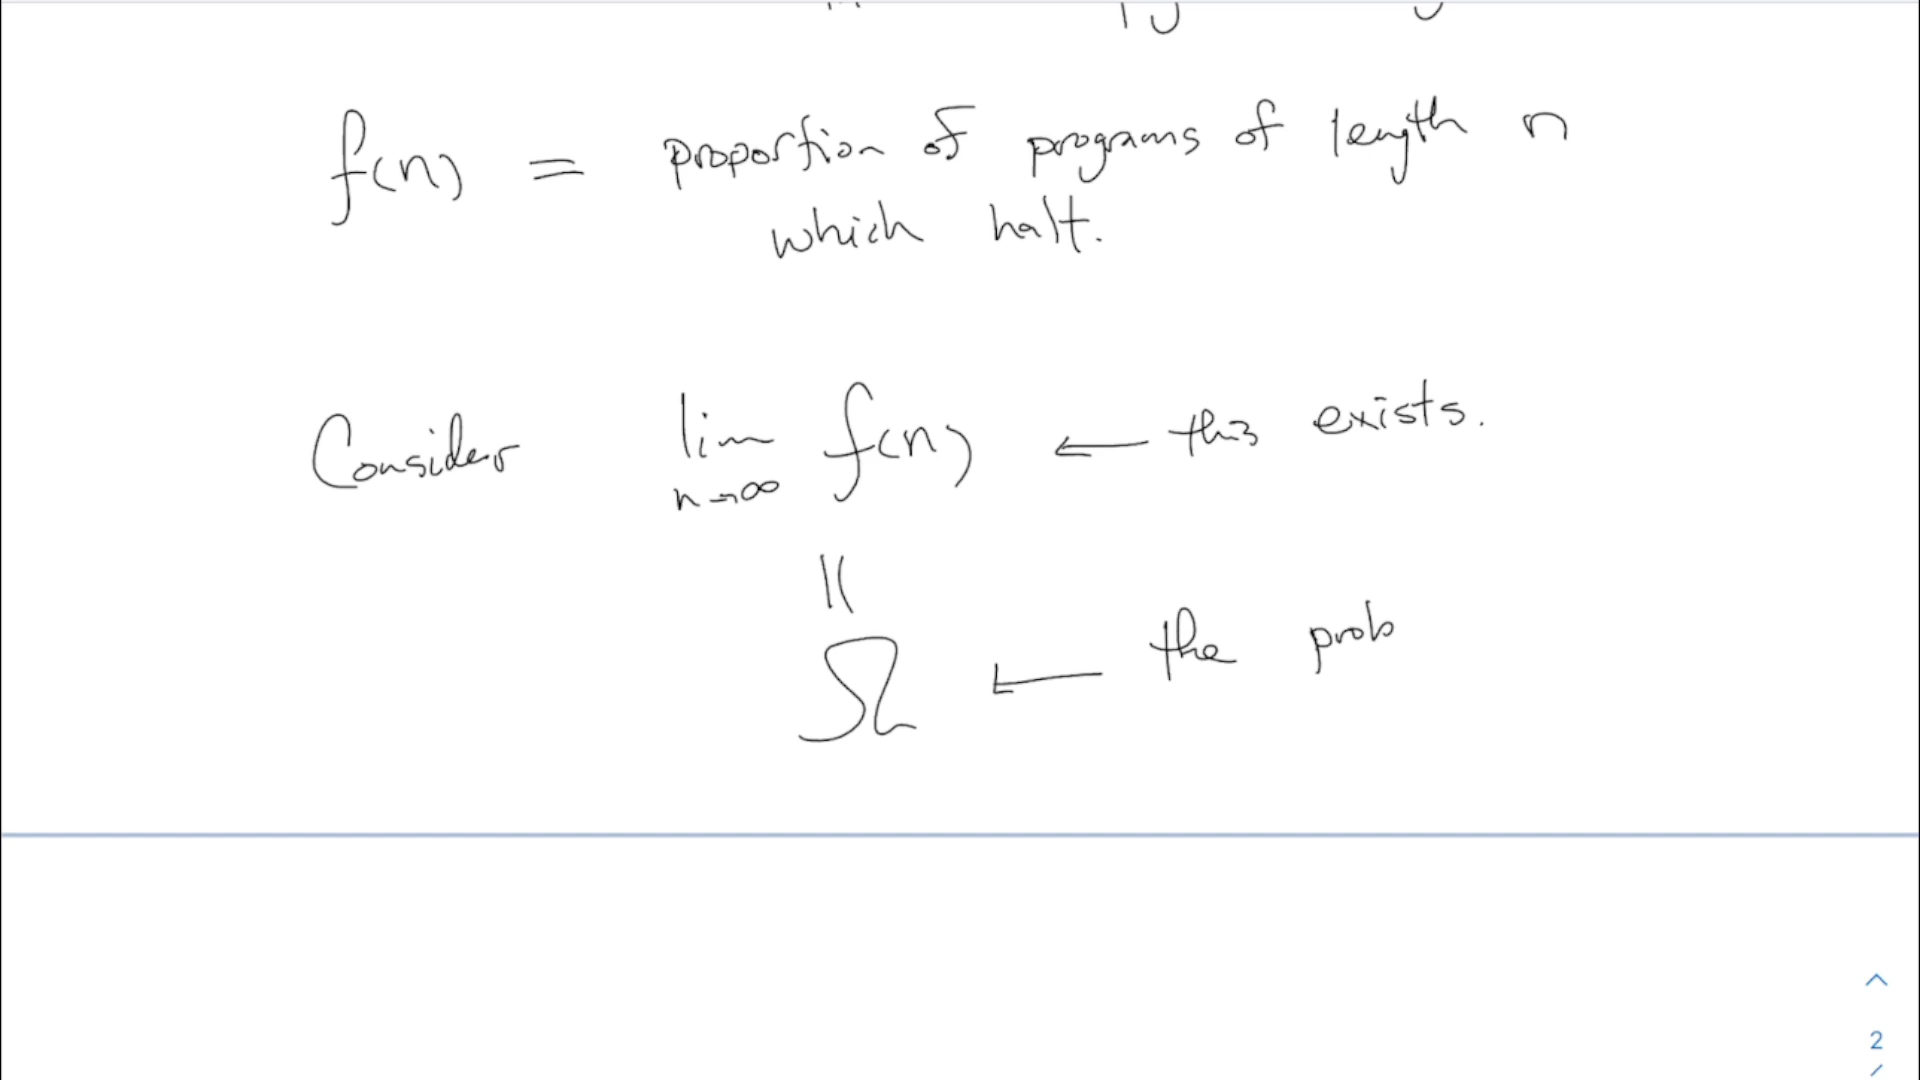 f(n) = proportion of programs of length n
which halt.
Consider lim f(n) ← this exists.
n→∞
||
Ω ← the prob
2